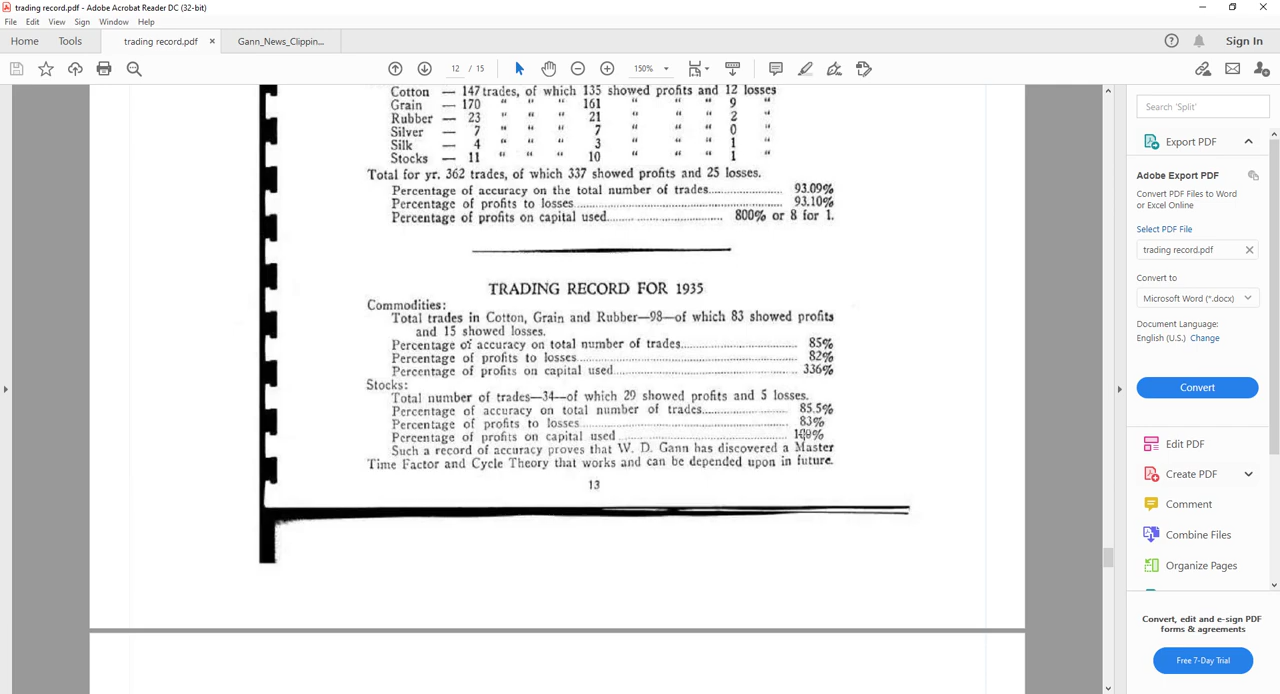 trading record.pdf - Adobe Acrobat Reader DC (32-bit)
File Edit View Sign Window Help
Home Tools trading record.pdf × Gann_News_Clippin... Sign In
12 / 15 150%
Cotton — 147 trades, of which 135 showed profits and 12 losses
Grain — 170 " " " 161 " " " 9 "
Rubber — 23 " " " 21 " " " 2 "
Silver — 7 " " " 7 " " " 0 "
Silk — 4 " " " 3 " " " 1 "
Stocks — 11 " " " 10 " " " 1 "
Total for yr. 362 trades, of which 337 showed profits and 25 losses.
Percentage of accuracy on the total number of trades 93.09%
Percentage of profits to losses 93.10%
Percentage of profits on capital used 800% or 8 for 1.
TRADING RECORD FOR 1935
Commodities:
Total trades in Cotton, Grain and Rubber—98—of which 83 showed profits
and 15 showed losses.
Percentage of accuracy on total number of trades 85%
Percentage of profits to losses 82%
Percentage of profits on capital used 336%
Stocks:
Total number of trades—34—of which 29 showed profits and 5 losses.
Percentage of accuracy on total number of trades 85.5%
Percentage of profits to losses 83%
Percentage of profits on capital used
Such a record of accuracy proves that W. D. Gann has discovered a Master
Time Factor and Cycle Theory that works and can be depended upon in future.
13
Search 'Split'
Export PDF
Adobe Export PDF
Convert PDF Files to Word
or Excel Online
Select PDF File
trading record.pdf
Convert to
Microsoft Word (*.docx)
Document Language:
English (U.S.) Change
Convert
Edit PDF
Create PDF
Comment
Combine Files
Organize Pages
Convert, edit and e-sign PDF
forms & agreements
Free 7-Day Trial